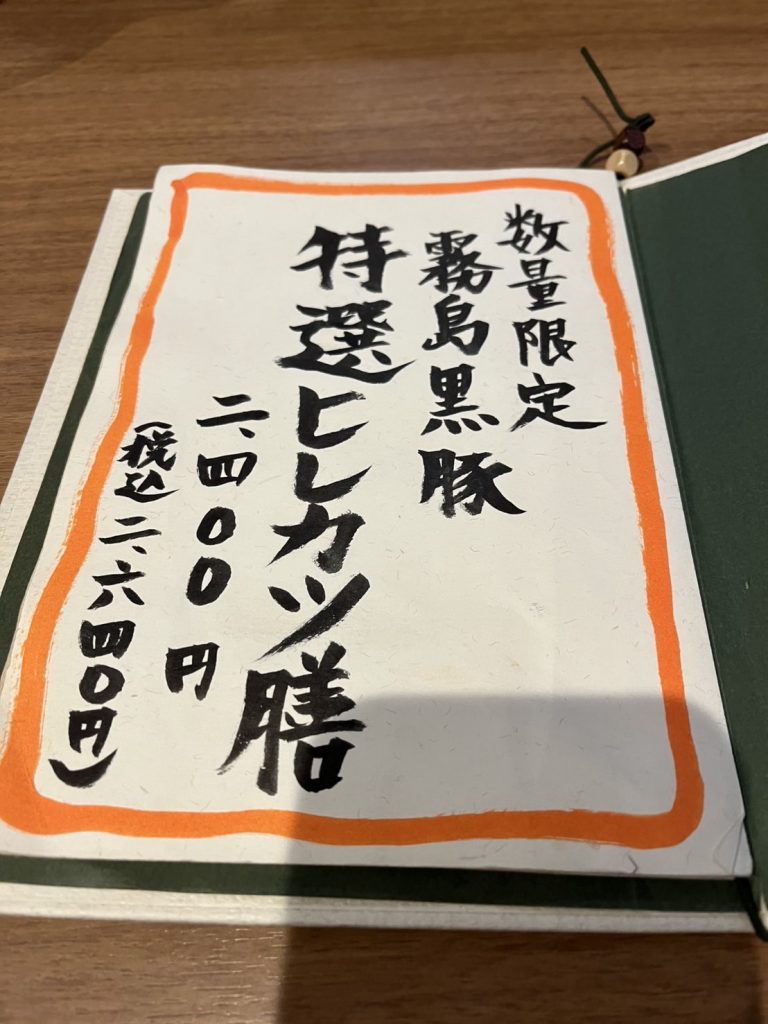 数量限定
霧島黒豚
特選ヒレカツ膳
二、四〇〇円
(税込二、六四〇円)